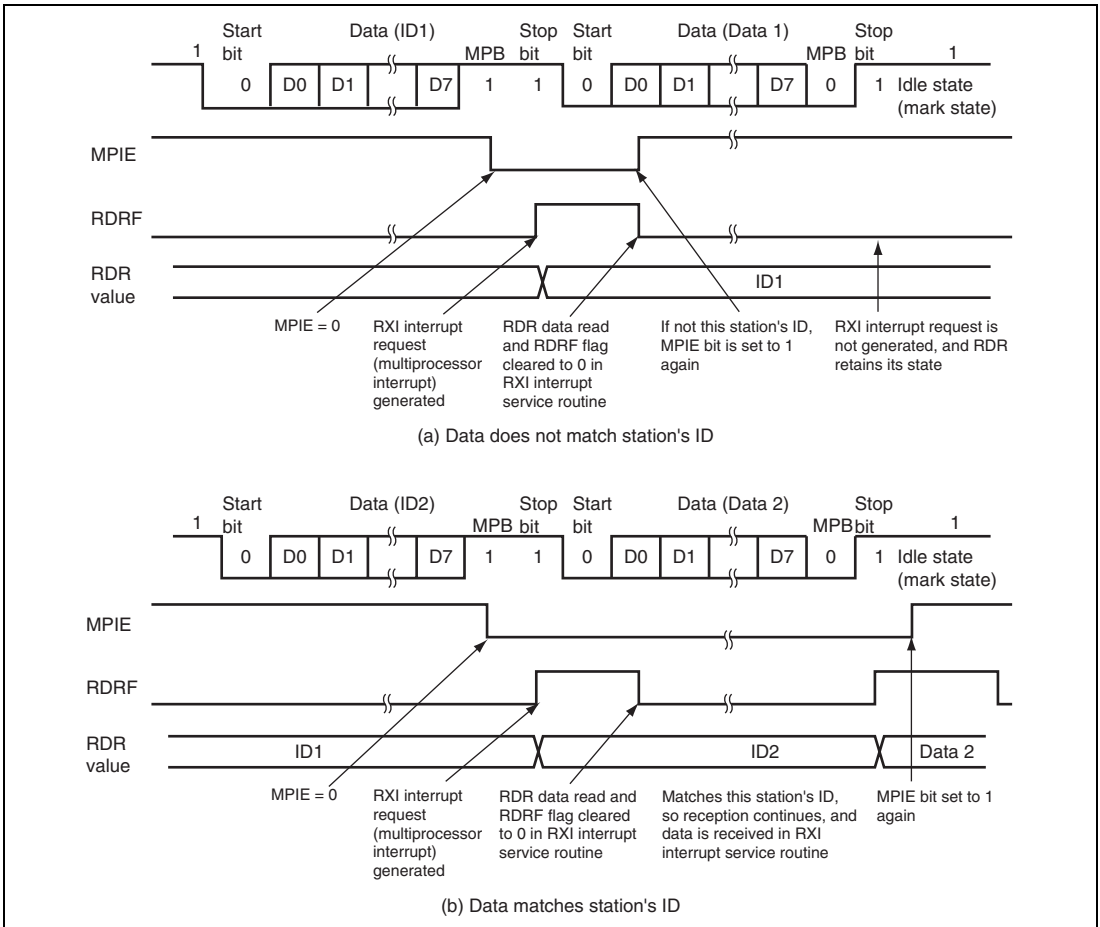 Start Data (ID1) Stop Start Data (Data 1) Stop
1 bit MPB bit bit MPB bit 1
0 D0 D1 D7 1 1 0 D0 D1 D7 0 1 Idle state
(mark state)
MPIE
RDRF
RDR
value
ID1
MPIE = 0
RXI interrupt
request
(multiprocessor
interrupt)
generated
RDR data read
and RDRF flag
cleared to 0 in
RXI interrupt
service routine
If not this station's ID,
MPIE bit is set to 1
again
RXI interrupt request is
not generated, and RDR
retains its state
(a) Data does not match station's ID
Start Data (ID2) Stop Start Data (Data 2) Stop
1 bit MPB bit bit MPB bit 1
0 D0 D1 D7 1 1 0 D0 D1 D7 0 1 Idle state
(mark state)
MPIE
RDRF
RDR
value
ID1 ID2 Data 2
MPIE = 0
RXI interrupt
request
(multiprocessor
interrupt)
generated
RDR data read and
RDRF flag cleared
to 0 in RXI interrupt
service routine
Matches this station's ID,
so reception continues, and
data is received in RXI
interrupt service routine
MPIE bit set to 1
again
(b) Data matches station's ID